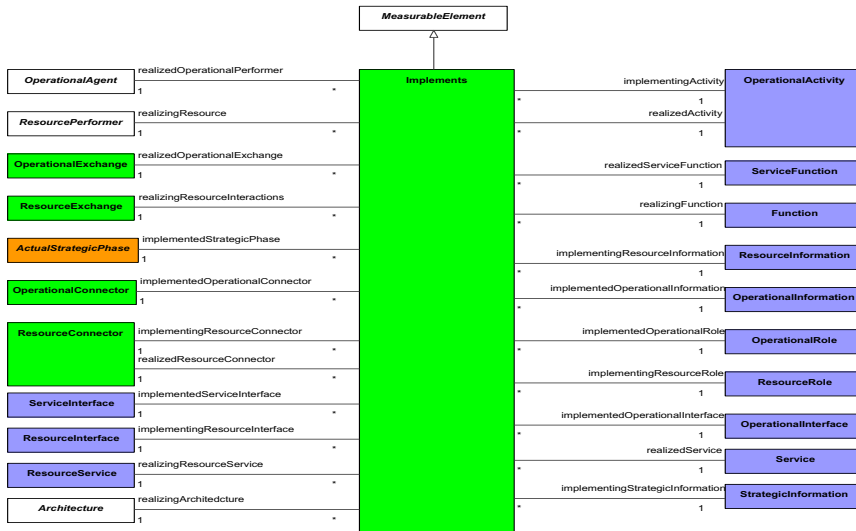 MeasurableElement
Implements
OperationalAgent
realizedOperationalPerformer
1
*
ResourcePerformer
realizingResource
1
*
OperationalExchange
realizedOperationalExchange
1
*
ResourceExchange
realizingResourceInteractions
1
*
ActualStrategicPhase
implementedStrategicPhase
1
*
OperationalConnector
implementedOperationalConnector
1
*
ResourceConnector
implementingResourceConnector
1
*
realizedResourceConnector
1
*
ServiceInterface
implementedServiceInterface
1
*
ResourceInterface
implementingResourceInterface
1
*
ResourceService
realizingResourceService
1
*
Architecture
realizingArchitedcture
1
*
implementingActivity
OperationalActivity
*
1
realizedActivity
*
1
realizedServiceFunction
ServiceFunction
*
1
realizingFunction
Function
*
1
implementingResourceInformation
ResourceInformation
*
1
implementedOperationalInformation
OperationalInformation
*
1
implementedOperationalRole
OperationalRole
*
1
implementingResourceRole
ResourceRole
*
1
implementedOperationalInterface
OperationalInterface
*
1
realizedService
Service
*
1
implementingStrategicInformation
StrategicInformation
*
1